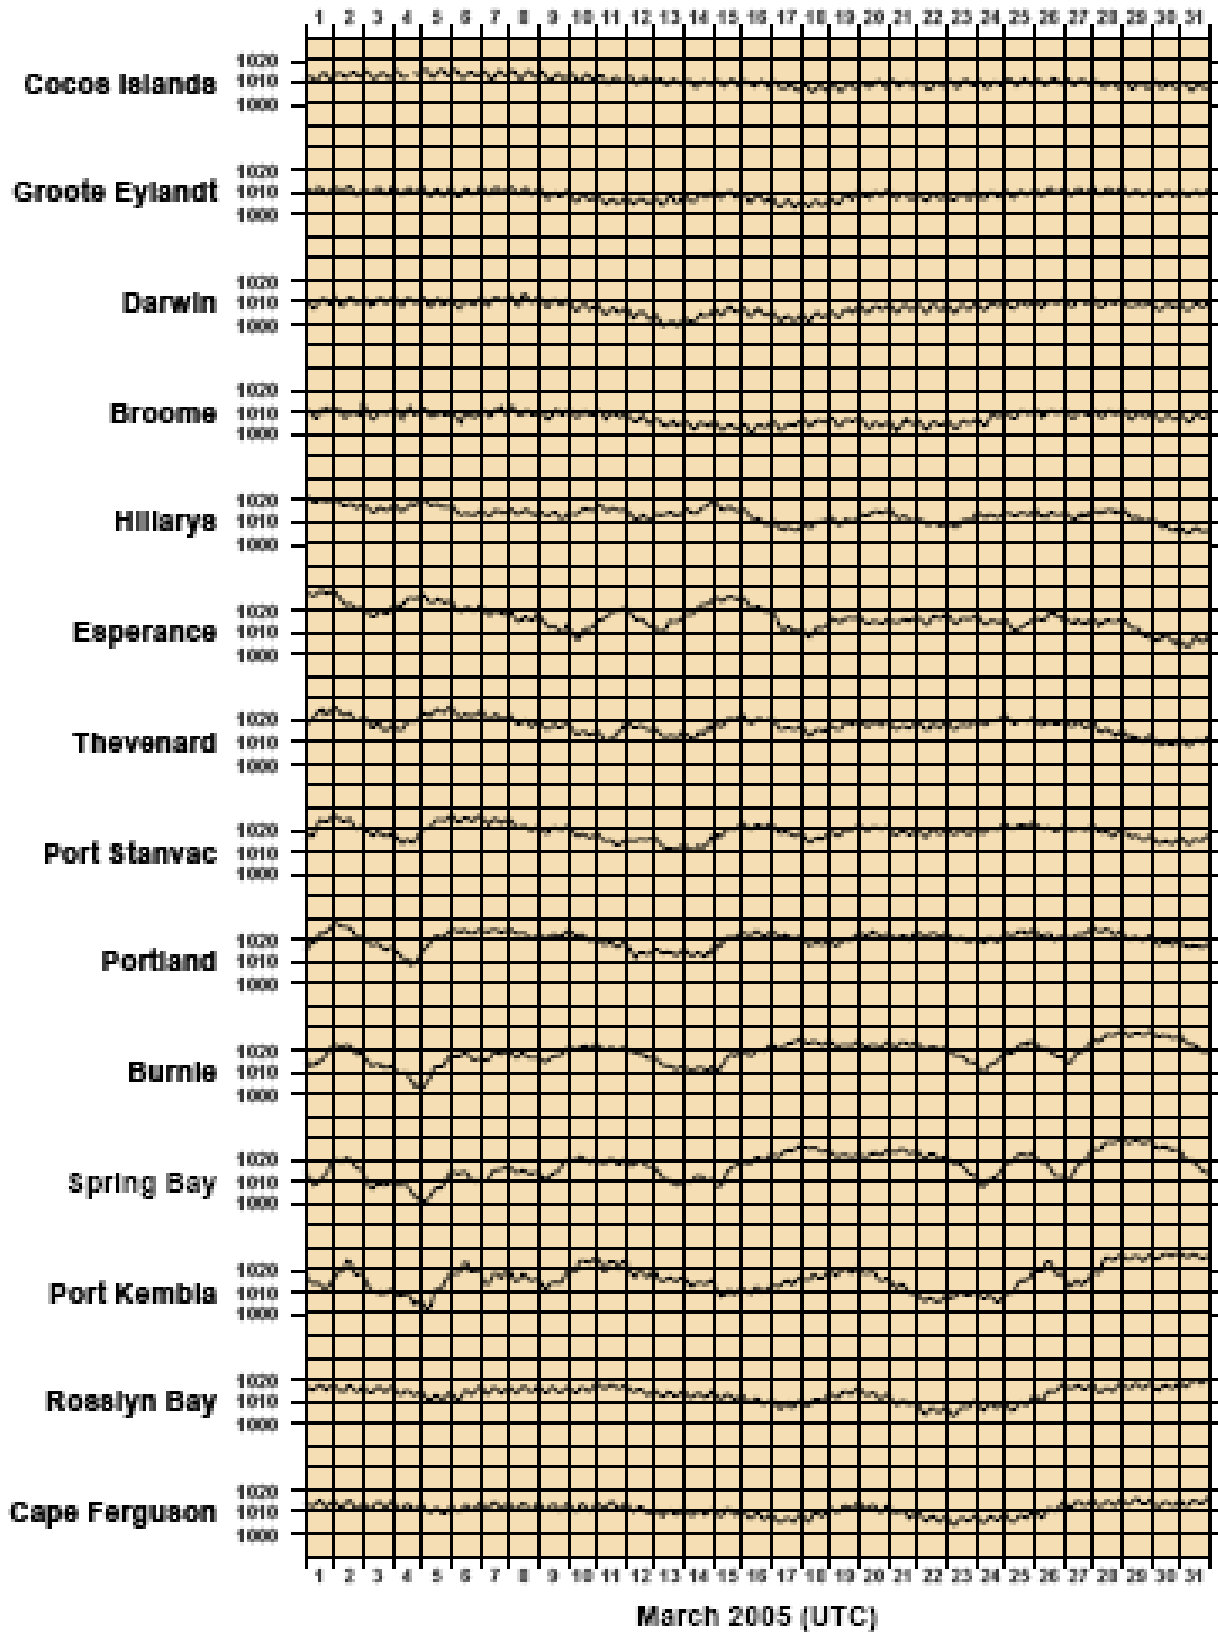 1 2 3 4 5 6 7 8 9 10 11 12 13 14 15 16 17 18 19 20 21 22 23 24 25 26 27 28 29 30 31
1020
Cocos Islands 1010
1000
1020
Groote Eylandt 1010
1000
1020
Darwin 1010
1000
1020
Broome 1010
1000
1020
Hillarys 1010
1000
1020
Esperance 1010
1000
1020
Thevenard 1010
1000
1020
Port Stanvac 1010
1000
1020
Portland 1010
1000
1020
Burnie 1010
1000
1020
Spring Bay 1010
1000
1020
Port Kembla 1010
1000
1020
Rosslyn Bay 1010
1000
1020
Cape Ferguson 1010
1000
1 2 3 4 5 6 7 8 9 10 11 12 13 14 15 16 17 18 19 20 21 22 23 24 25 26 27 28 29 30 31
March 2005 (UTC)